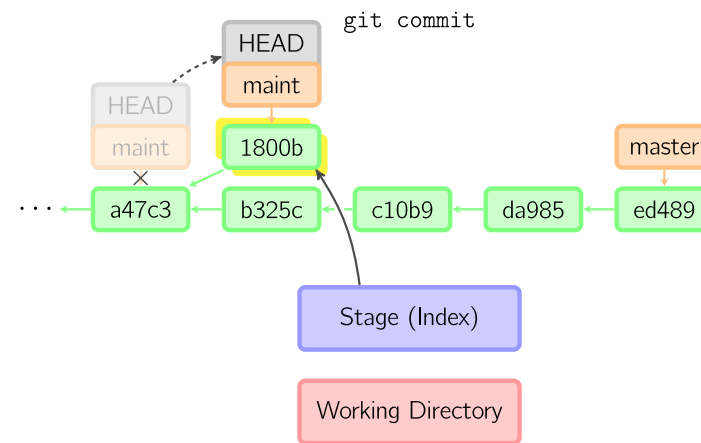 git commit
HEAD
maint
HEAD
maint
1800b
master
...
a47c3
b325c
c10b9
da985
ed489
Stage (Index)
Working Directory